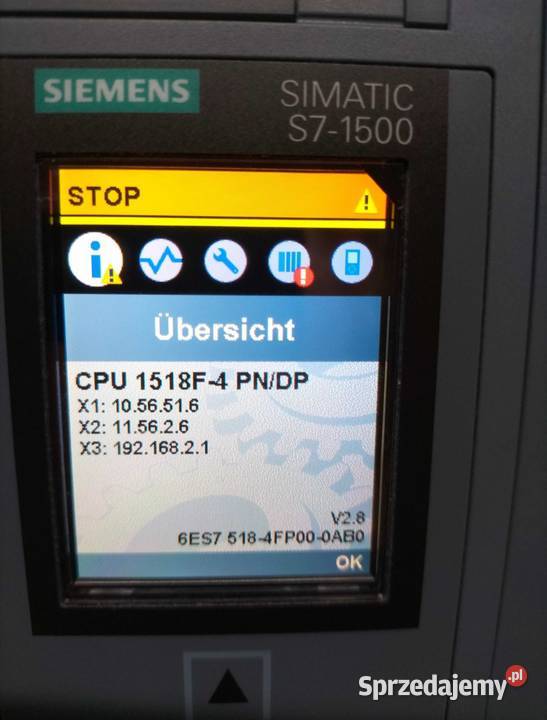 SIEMENS
SIMATIC
S7-1500
STOP
Übersicht
CPU 1518F-4 PN/DP
X1: 10.56.51.6
X2: 11.56.2.6
X3: 192.168.2.1
V2.8
6ES7 518-4FP00-0AB0
OK
Sprzedajemy.pl